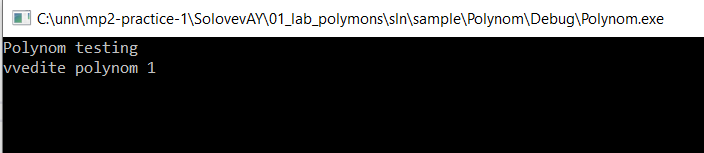 C:\unn\mp2-practice-1\SolovevAY\01_lab_polymons\sln\sample\Polynom\Debug\Polynom.exe
Polynom testing
vvedite polynom 1